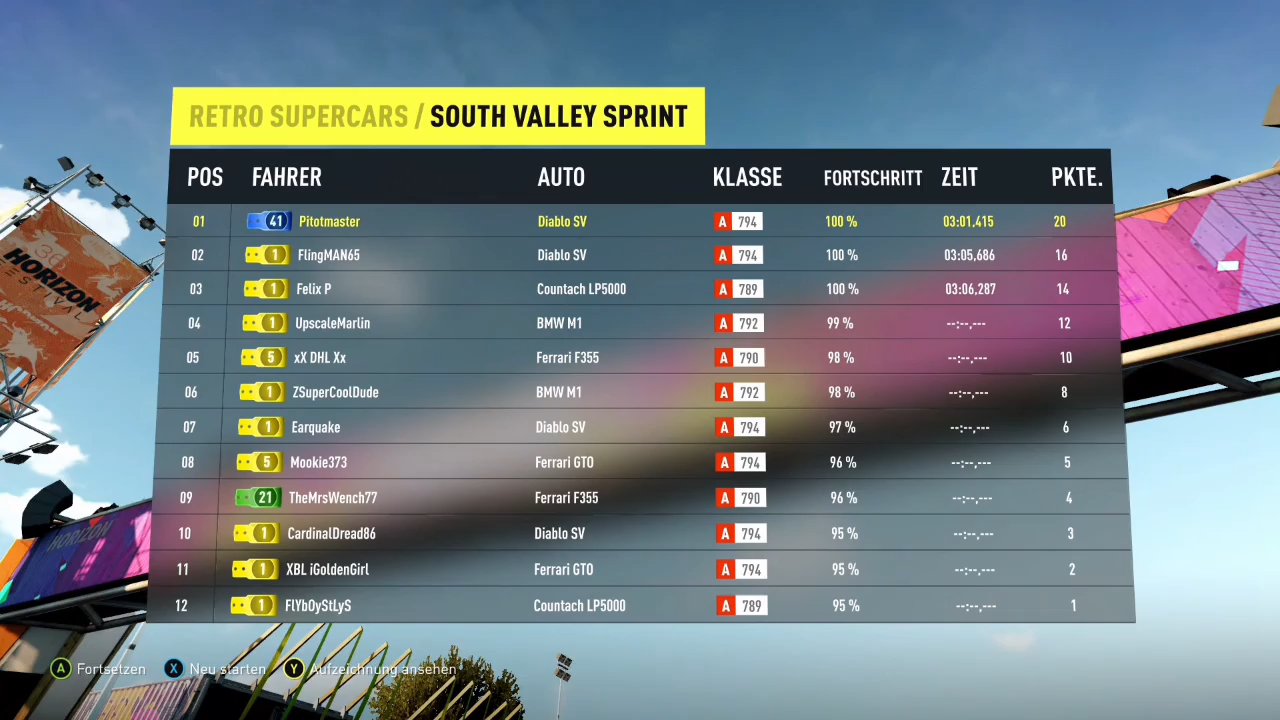 RETRO SUPERCARS / SOUTH VALLEY SPRINT
POS FAHRER AUTO KLASSE FORTSCHRITT ZEIT PKTE.
01 41 Pitotmaster Diablo SV A 794 100 % 03:01,415 20
02 1 FlingMAN65 Diablo SV A 794 100 % 03:05,686 16
03 1 Felix P Countach LP5000 A 789 100 % 03:06,287 14
04 1 UpscaleMarlin BMW M1 A 792 99 % --:--,--- 12
05 5 xX DHL Xx Ferrari F355 A 790 98 % --:--,--- 10
06 1 ZSuperCoolDude BMW M1 A 792 98 % --:--,--- 8
07 1 Earquake Diablo SV A 794 97 % --:--,--- 6
08 5 Mookie373 Ferrari GTO A 794 96 % --:--,--- 5
09 21 TheMrsWench77 Ferrari F355 A 790 96 % --:--,--- 4
10 1 CardinalDread86 Diablo SV A 794 95 % --:--,--- 3
11 1 XBL iGoldenGirl Ferrari GTO A 794 95 % --:--,--- 2
12 1 FlYb0yStLyS Countach LP5000 A 789 95 % --:--,--- 1
HORIZON
FESTIVAL
HORIZON
A Fortsetzen X Neu starten Y Aufzeichnung ansehen